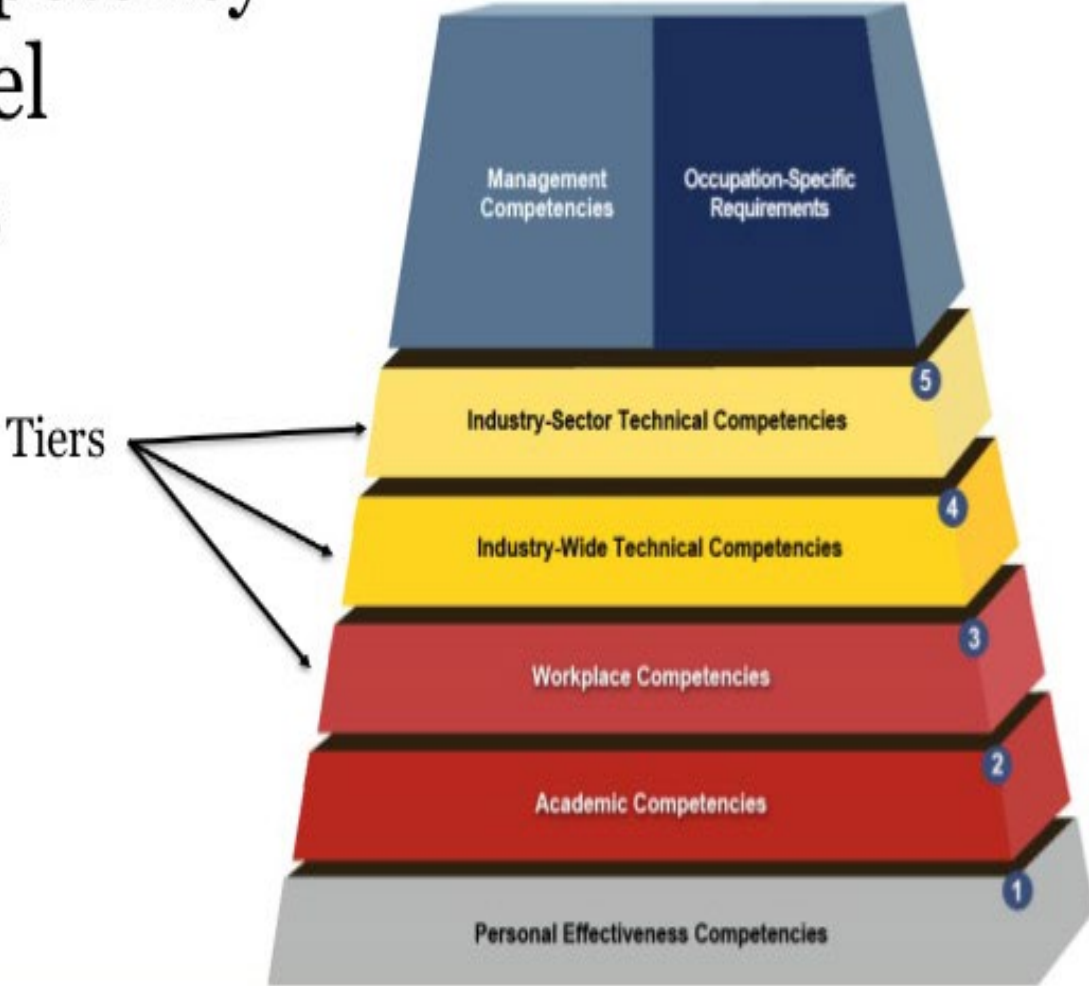 el
Management
Competencies
Occupation-Specific
Requirements
5
Industry-Sector Technical Competencies
Tiers
4
Industry-Wide Technical Competencies
3
Workplace Competencies
2
Academic Competencies
1
Personal Effectiveness Competencies